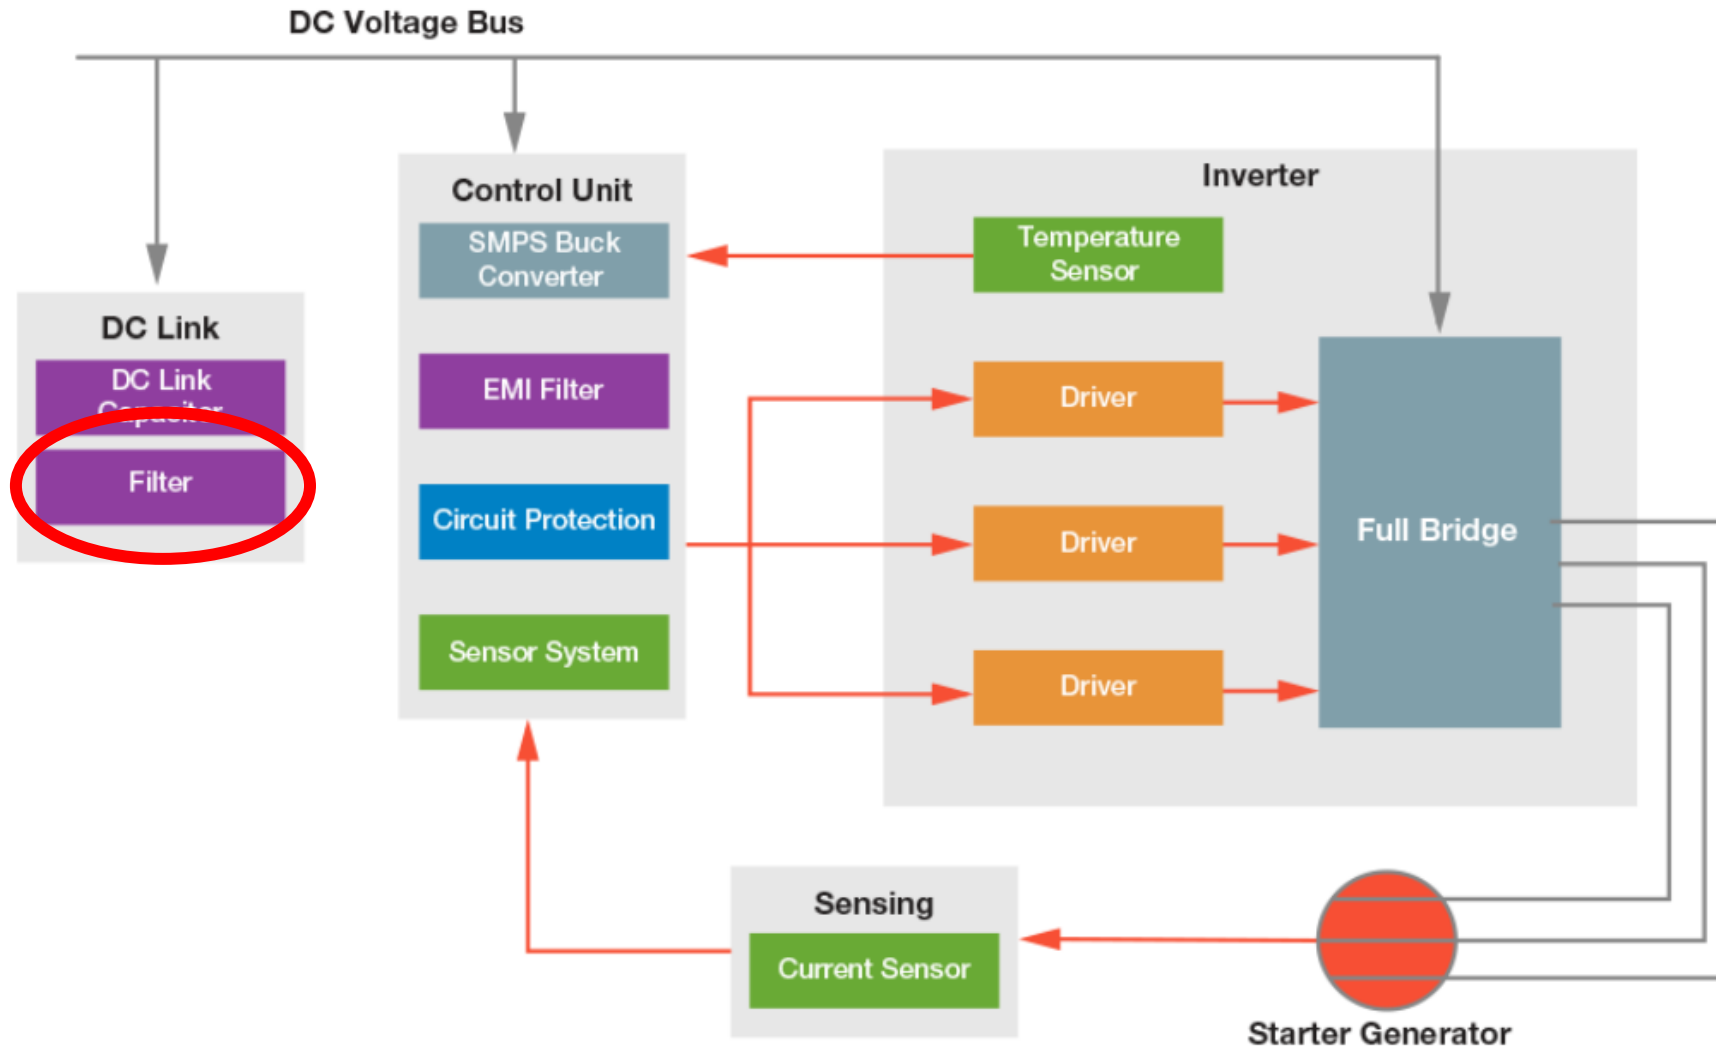 DC Voltage Bus
Control Unit
SMPS Buck
Converter
EMI Filter
Circuit Protection
Sensor System
DC Link
DC Link
Capacitor
Filter
Inverter
Temperature
Sensor
Driver
Driver
Driver
Full Bridge
Sensing
Current Sensor
Starter Generator